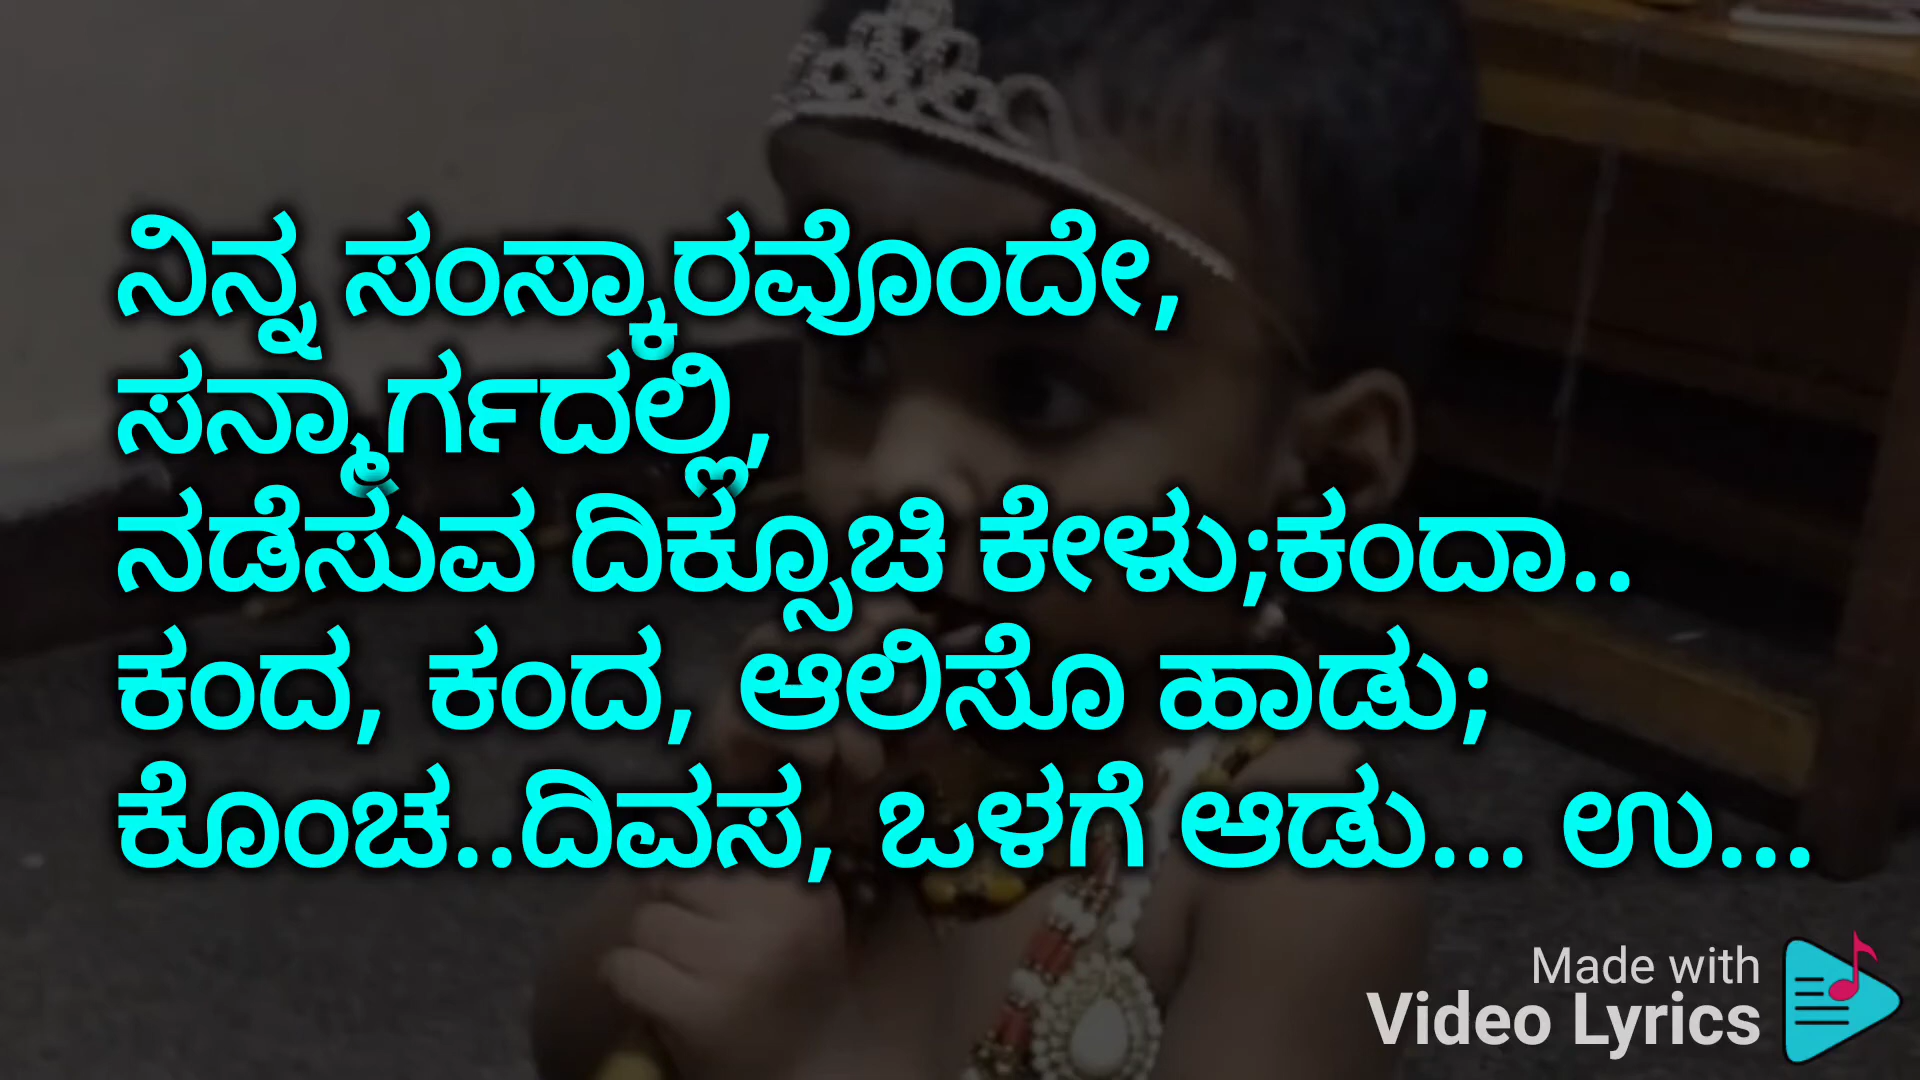 ನಿನ್ನ ಸಂಸ್ಕಾರವೊಂದೇ,
ಸನ್ಮಾರ್ಗದಲ್ಲಿ,
ನಡೆಸುವ ದಿಕ್ಸೂಚಿ ಕೇಳು;ಕಂದಾ..
ಕಂದ, ಕಂದ, ಆಲಿಸೊ ಹಾಡು;
ಕೊಂಚ..ದಿವಸ, ಒಳಗೆ ಆಡು... ಉ...
Made with
Video Lyrics